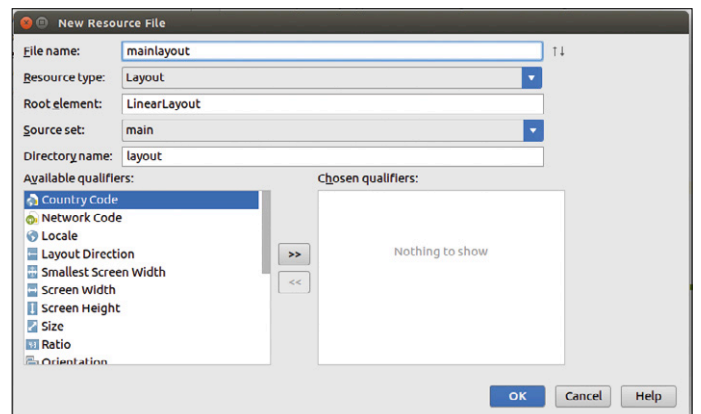 New Resource File
File name: mainlayout
Resource type: Layout
Root element: LinearLayout
Source set: main
Directory name: layout
Available qualifiers: Chosen qualifiers:
Country Code
Network Code
Locale
Layout Direction
Smallest Screen Width
Screen Width
Screen Height
Size
Ratio
Orientation
>>
<<
Nothing to show
OK Cancel Help